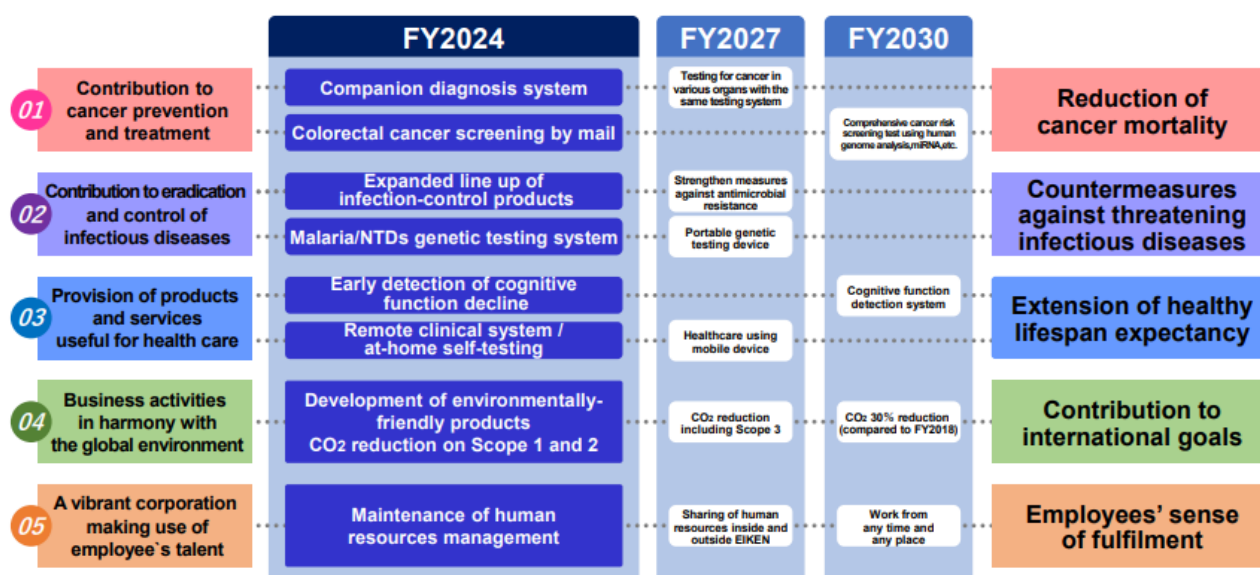 FY2024
FY2027
FY2030
01
Contribution to
cancer prevention
and treatment
Companion diagnosis system
Testing for cancer in
various organs with the
same testing system
Colorectal cancer screening by mail
Comprehensive cancer risk
screening test using human
genome analysis,miRNA,etc.
Reduction of
cancer mortality
02
Contribution to eradication
and control of
infectious diseases
Expanded line up of
infection-control products
Strengthen measures
against antimicrobial
resistance
Malaria/NTDs genetic testing system
Portable genetic
testing device
Countermeasures
against threatening
infectious diseases
03
Provision of products
and services
useful for health care
Early detection of cognitive
function decline
Cognitive function
detection system
Remote clinical system /
at-home self-testing
Healthcare using
mobile device
Extension of healthy
lifespan expectancy
04
Business activities
in harmony with
the global environment
Development of environmentally-
friendly products
CO2 reduction on Scope 1 and 2
CO2 reduction
including Scope 3
CO2 30% reduction
(compared to FY2018)
Contribution to
international goals
05
A vibrant corporation
making use of
employee`s talent
Maintenance of human
resources management
Sharing of human
resources inside and
outside EIKEN
Work from
any time and
any place
Employees’ sense
of fulfilment